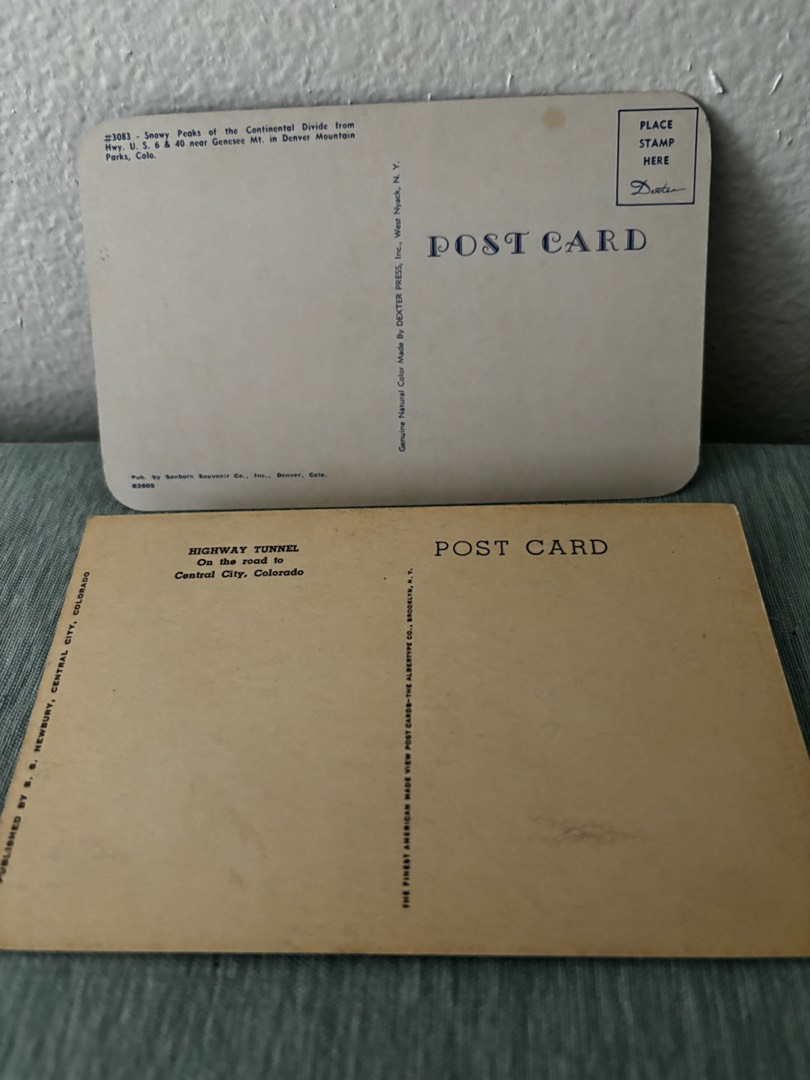 #3083 - Snowy Peaks of the Continental Divide from
Hwy. U. S. 6 & 40 near Genesee Mt. in Denver Mountain
Parks, Colo.
PLACE
STAMP
HERE
Dexter
POST CARD
Genuine Natural Color Made By DEXTER PRESS, Inc., West Nyack, N. Y.
Pub. by Sanborn Souvenir Co., Inc., Denver, Colo.
82605
HIGHWAY TUNNEL
On the road to
Central City, Colorado
POST CARD
PUBLISHED BY S. S. NEWBURY, CENTRAL CITY, COLORADO
THE FINEST AMERICAN MADE VIEW POST CARDS—THE ALBERTYPE CO., BROOKLYN, N. Y.